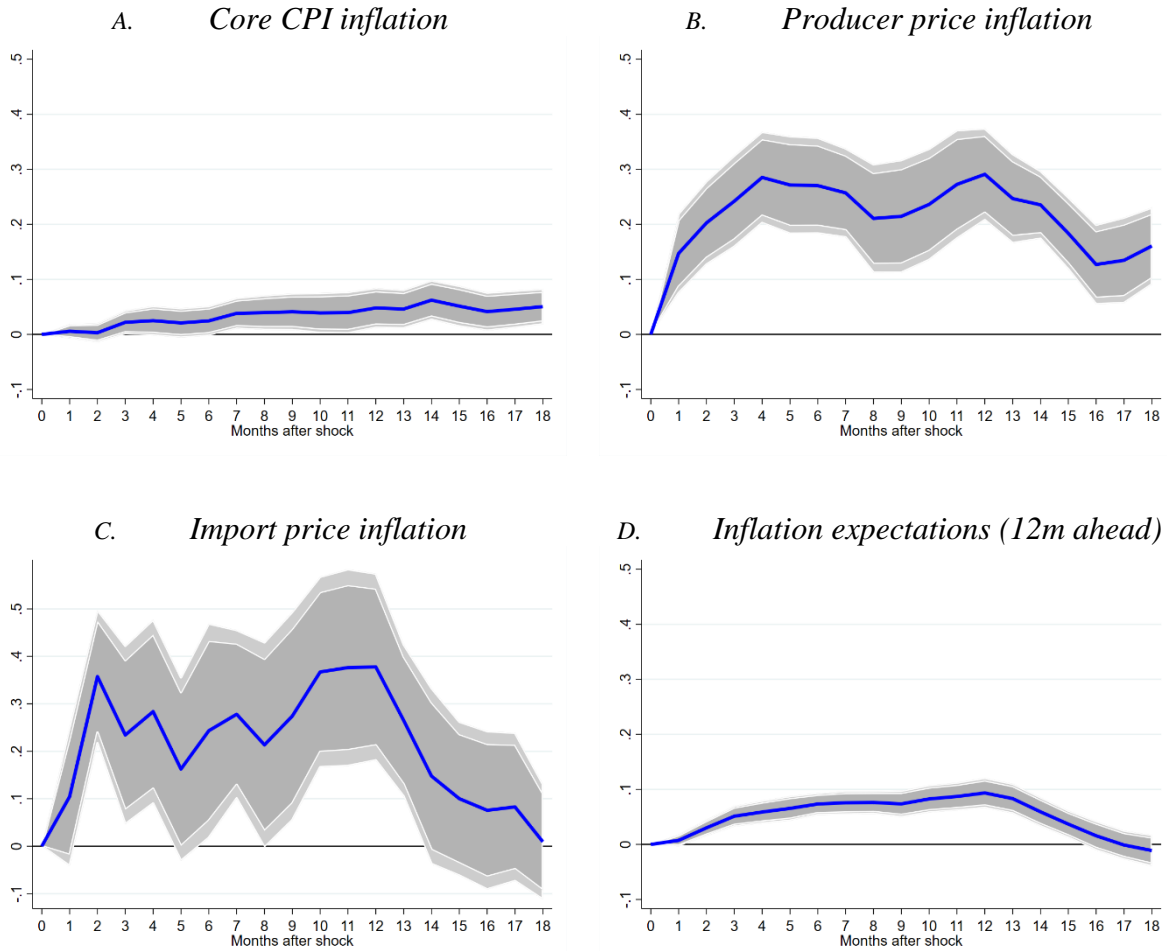 A. Core CPI inflation
.5
.4
.3
.2
.1
0
-.1
0 1 2 3 4 5 6 7 8 9 10 11 12 13 14 15 16 17 18
Months after shock
B. Producer price inflation
.5
.4
.3
.2
.1
0
-.1
0 1 2 3 4 5 6 7 8 9 10 11 12 13 14 15 16 17 18
Months after shock
C. Import price inflation
.5
.4
.3
.2
.1
0
-.1
0 1 2 3 4 5 6 7 8 9 10 11 12 13 14 15 16 17 18
Months after shock
D. Inflation expectations (12m ahead)
.5
.4
.3
.2
.1
0
-.1
0 1 2 3 4 5 6 7 8 9 10 11 12 13 14 15 16 17 18
Months after shock